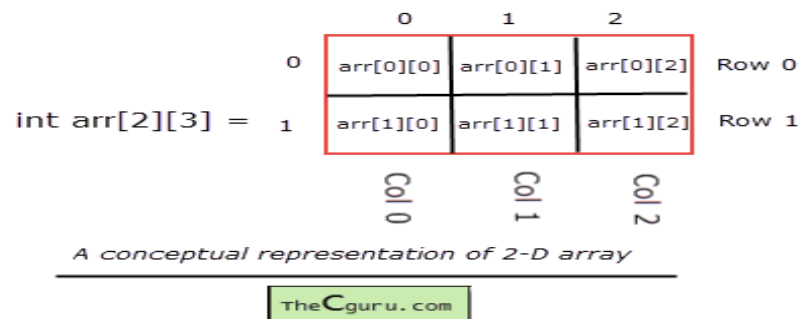 0 1 2
0 arr[0][0] arr[0][1] arr[0][2] Row 0
int arr[2][3] = 1 arr[1][0] arr[1][1] arr[1][2] Row 1
Col 0 Col 1 Col 2
A conceptual representation of 2-D array
TheCguru.com